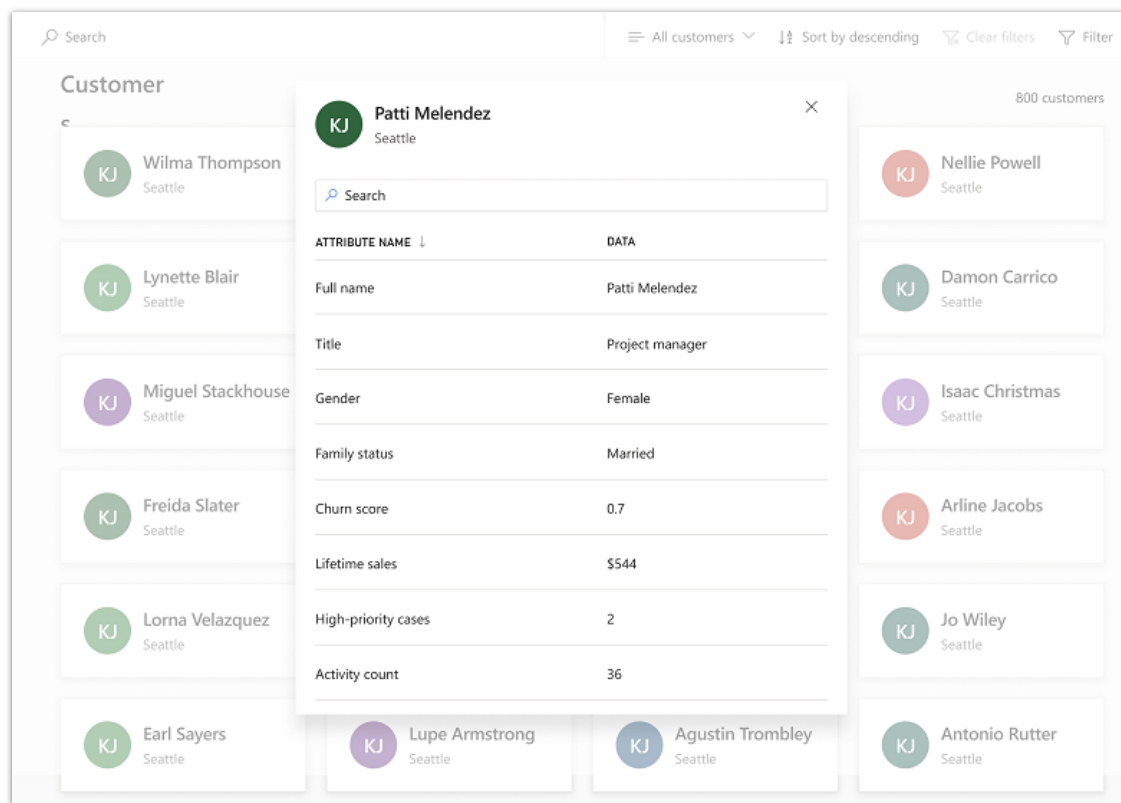 Search
All customers
Sort by descending
Clear filters
Filter
Customer
800 customers
KJ
Patti Melendez
Seattle
Search
ATTRIBUTE NAME ↓
DATA
Full name
Patti Melendez
Title
Project manager
Gender
Female
Family status
Married
Churn score
0.7
Lifetime sales
$544
High-priority cases
2
Activity count
36
KJ
Wilma Thompson
Seattle
KJ
Nellie Powell
Seattle
KJ
Lynette Blair
Seattle
KJ
Damon Carrico
Seattle
KJ
Miguel Stackhouse
Seattle
KJ
Isaac Christmas
Seattle
KJ
Freida Slater
Seattle
KJ
Arline Jacobs
Seattle
KJ
Lorna Velazquez
Seattle
KJ
Jo Wiley
Seattle
KJ
Earl Sayers
Seattle
KJ
Lupe Armstrong
Seattle
KJ
Agustin Trombley
Seattle
KJ
Antonio Rutter
Seattle